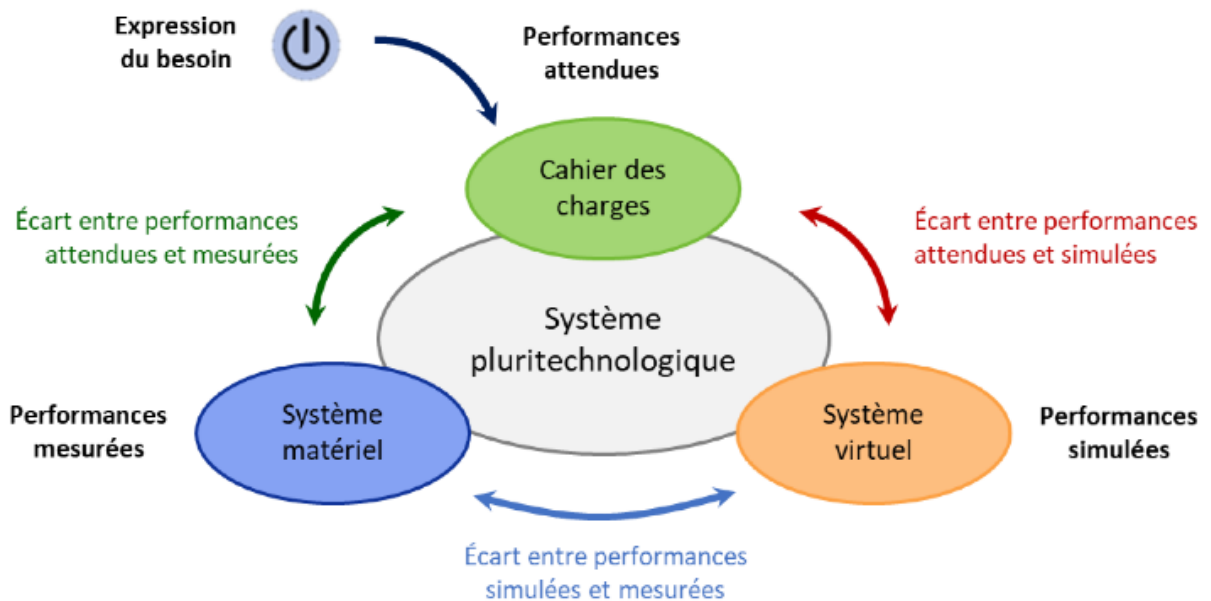 Expression
du besoin
Performances
attendues
Cahier des
charges
Écart entre performances
attendues et mesurées
Écart entre performances
attendues et simulées
Système
pluritechnologique
Performances
mesurées
Système
matériel
Système
virtuel
Performances
simulées
Écart entre performances
simulées et mesurées